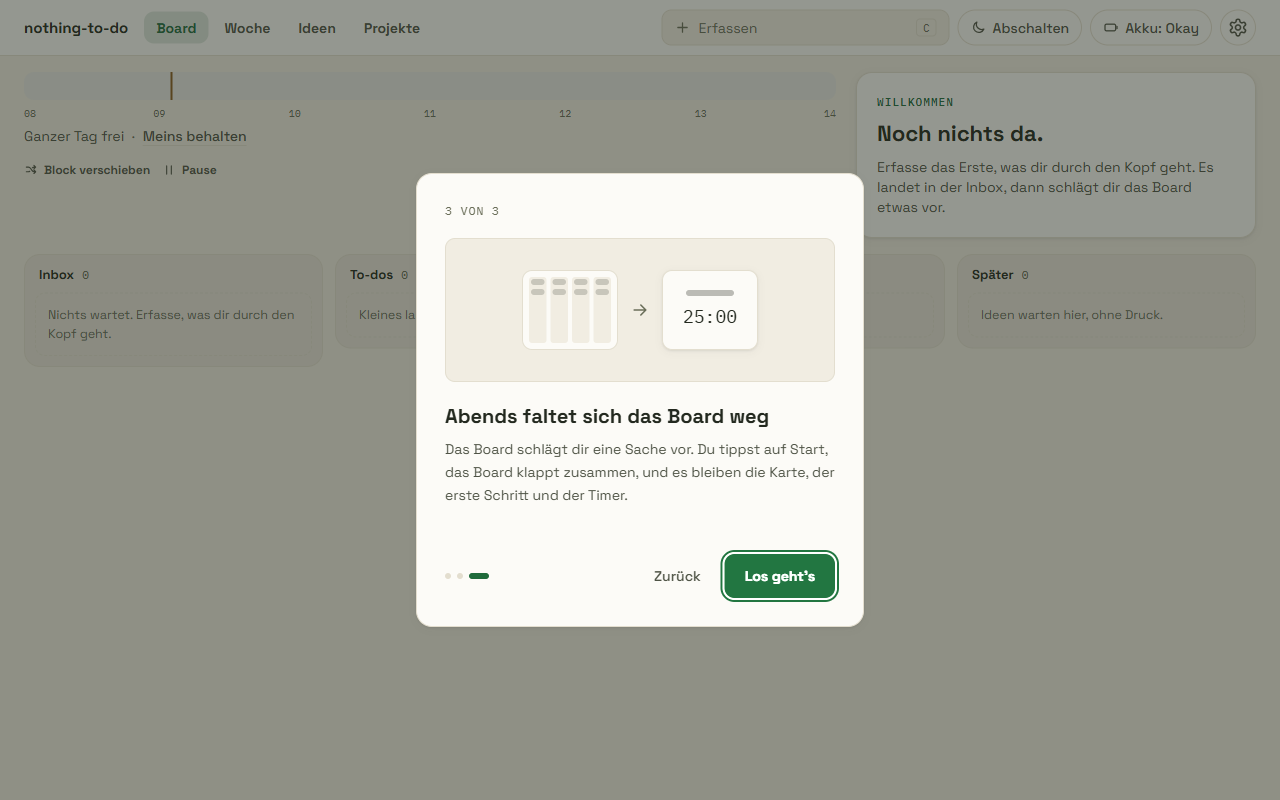 nothing-to-do
Board
Woche
Ideen
Projekte
Erfassen
C
Abschalten
Akku: Okay
08
09
10
11
12
13
14
Ganzer Tag frei · Meins behalten
Block verschieben
Pause
WILLKOMMEN
Noch nichts da.
Erfasse das Erste, was dir durch den Kopf geht. Es
landet in der Inbox, dann schlägt dir das Board
etwas vor.
Inbox 0
Nichts wartet. Erfasse, was dir durch den
Kopf geht.
To-dos 0
Kleines la
Später 0
Ideen warten hier, ohne Druck.
3 VON 3
25:00
Abends faltet sich das Board weg
Das Board schlägt dir eine Sache vor. Du tippst auf Start,
das Board klappt zusammen, und es bleiben die Karte, der
erste Schritt und der Timer.
Zurück
Los geht’s